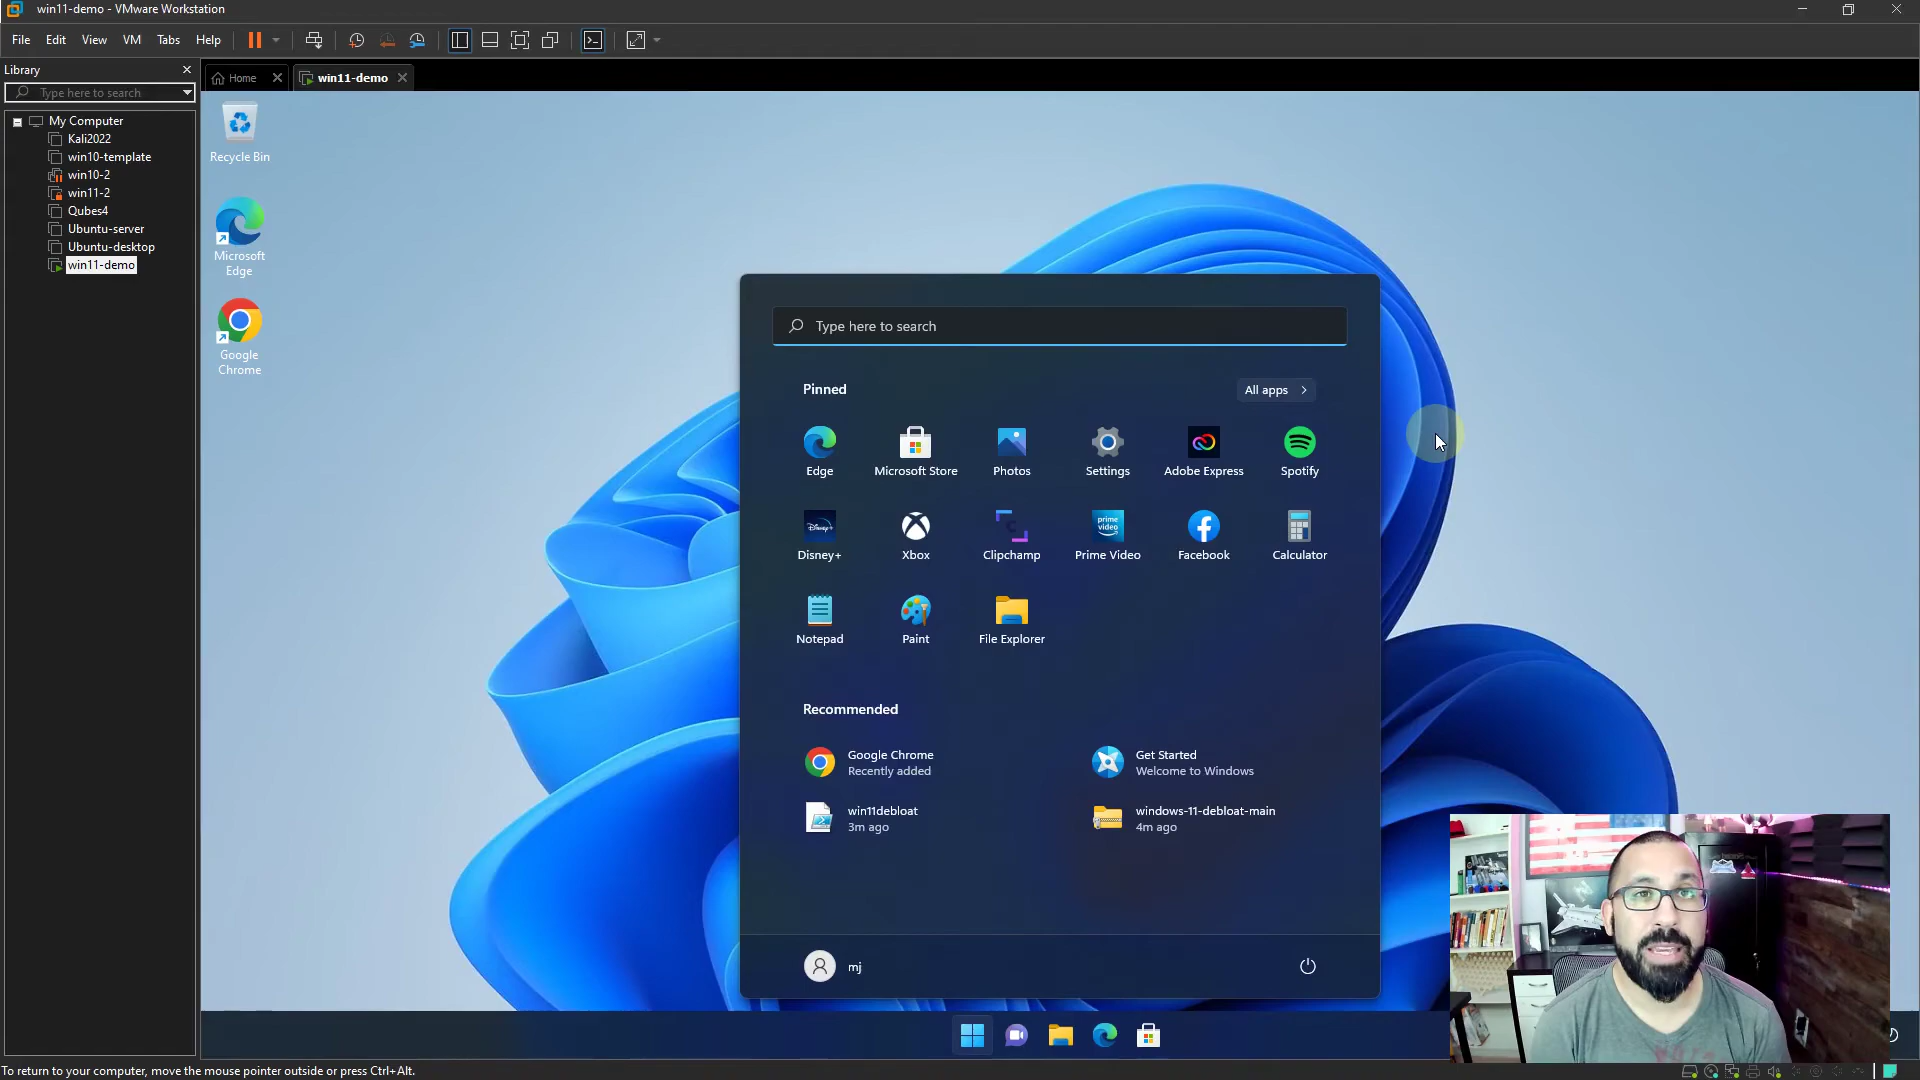 win11-demo - VMware Workstation
File Edit View VM Tabs Help
Library
Type here to search
My Computer
Kali2022
win10-template
win10-2
win11-2
Qubes4
Ubuntu-server
Ubuntu-desktop
win11-demo
Home
win11-demo
Recycle Bin
Microsoft
Edge
Google
Chrome
Type here to search
Pinned
All apps
Edge
Microsoft Store
Photos
Settings
Adobe Express
Spotify
Disney+
Xbox
Clipchamp
prime
video
Prime Video
Facebook
Calculator
Notepad
Paint
File Explorer
Recommended
Google Chrome
Recently added
Get Started
Welcome to Windows
win11debloat
3m ago
windows-11-debloat-main
4m ago
mj
To return to your computer, move the mouse pointer outside or press Ctrl+Alt.